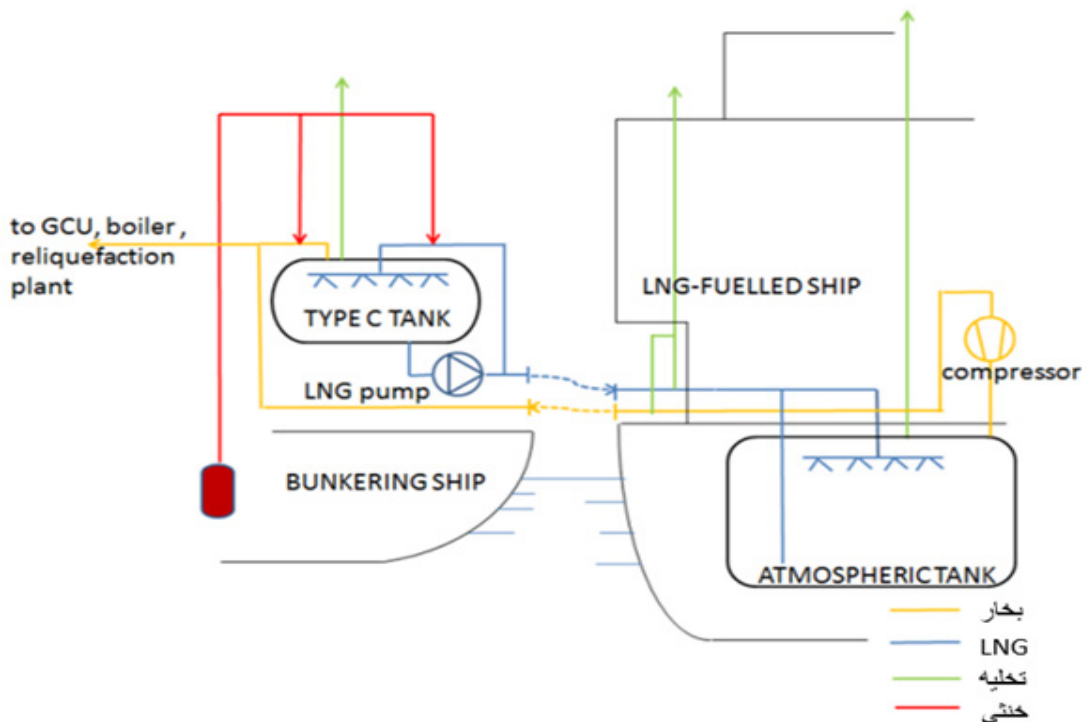 to GCU, boiler ,
reliquefaction
plant
TYPE C TANK
LNG pump
BUNKERING SHIP
LNG-FUELLED SHIP
compressor
ATMOSPHERIC TANK
بخار
LNG
تخلیه
خنثی